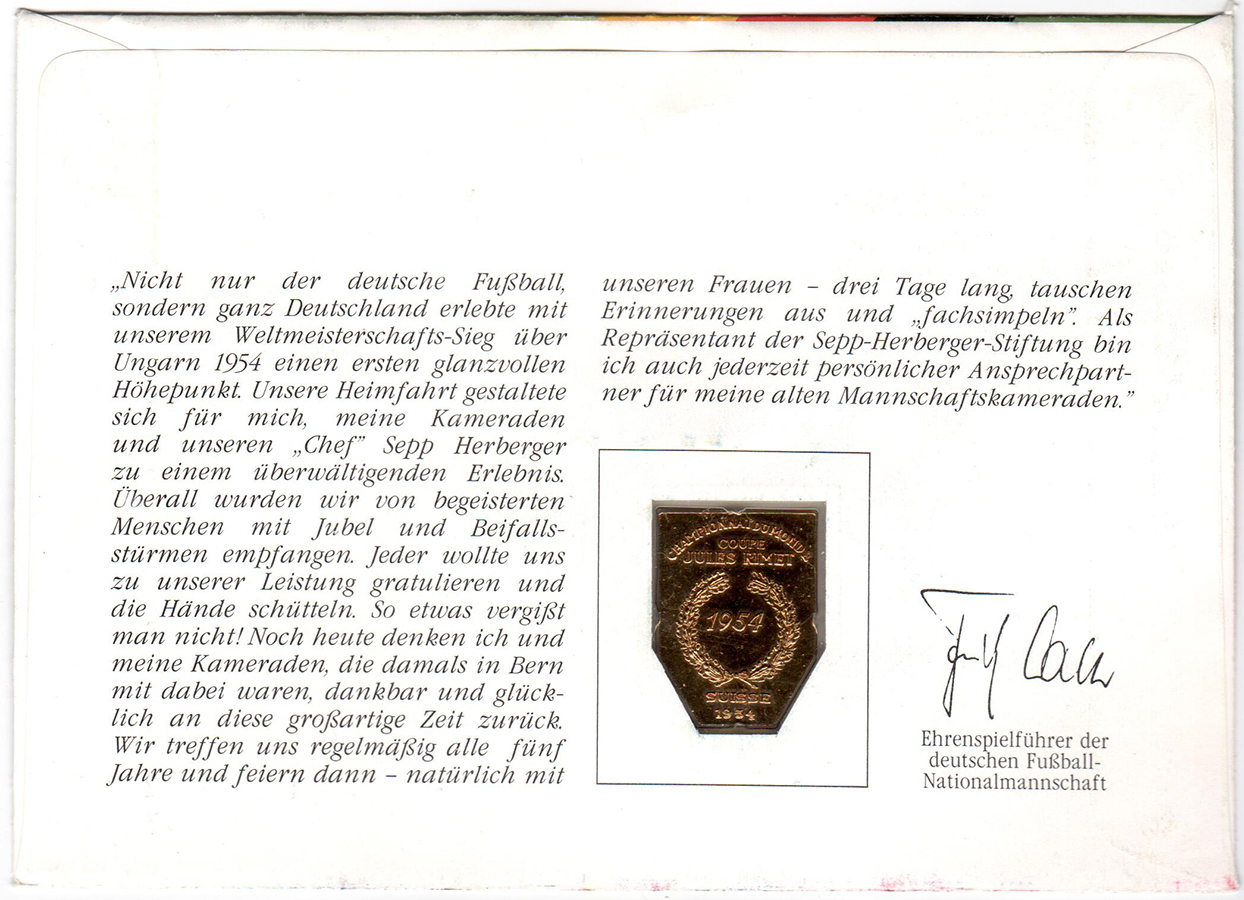 „Nicht nur der deutsche Fußball,
sondern ganz Deutschland erlebte mit
unserem Weltmeisterschafts-Sieg über
Ungarn 1954 einen ersten glanzvollen
Höhepunkt. Unsere Heimfahrt gestaltete
sich für mich, meine Kameraden
und unseren „Chef” Sepp Herberger
zu einem überwältigenden Erlebnis.
Überall wurden wir von begeisterten
Menschen mit Jubel und Beifalls-
stürmen empfangen. Jeder wollte uns
zu unserer Leistung gratulieren und
die Hände schütteln. So etwas vergißt
man nicht! Noch heute denken ich und
meine Kameraden, die damals in Bern
mit dabei waren, dankbar und glück-
lich an diese großartige Zeit zurück.
Wir treffen uns regelmäßig alle fünf
Jahre und feiern dann – natürlich mit
unseren Frauen – drei Tage lang, tauschen
Erinnerungen aus und „fachsimpeln”. Als
Repräsentant der Sepp-Herberger-Stiftung bin
ich auch jederzeit persönlicher Ansprechpart-
ner für meine alten Mannschaftskameraden.”
COUPE
JULES RIMET
1954
SUISSE
1954
Ehrenspielführer der
deutschen Fußball-
Nationalmannschaft